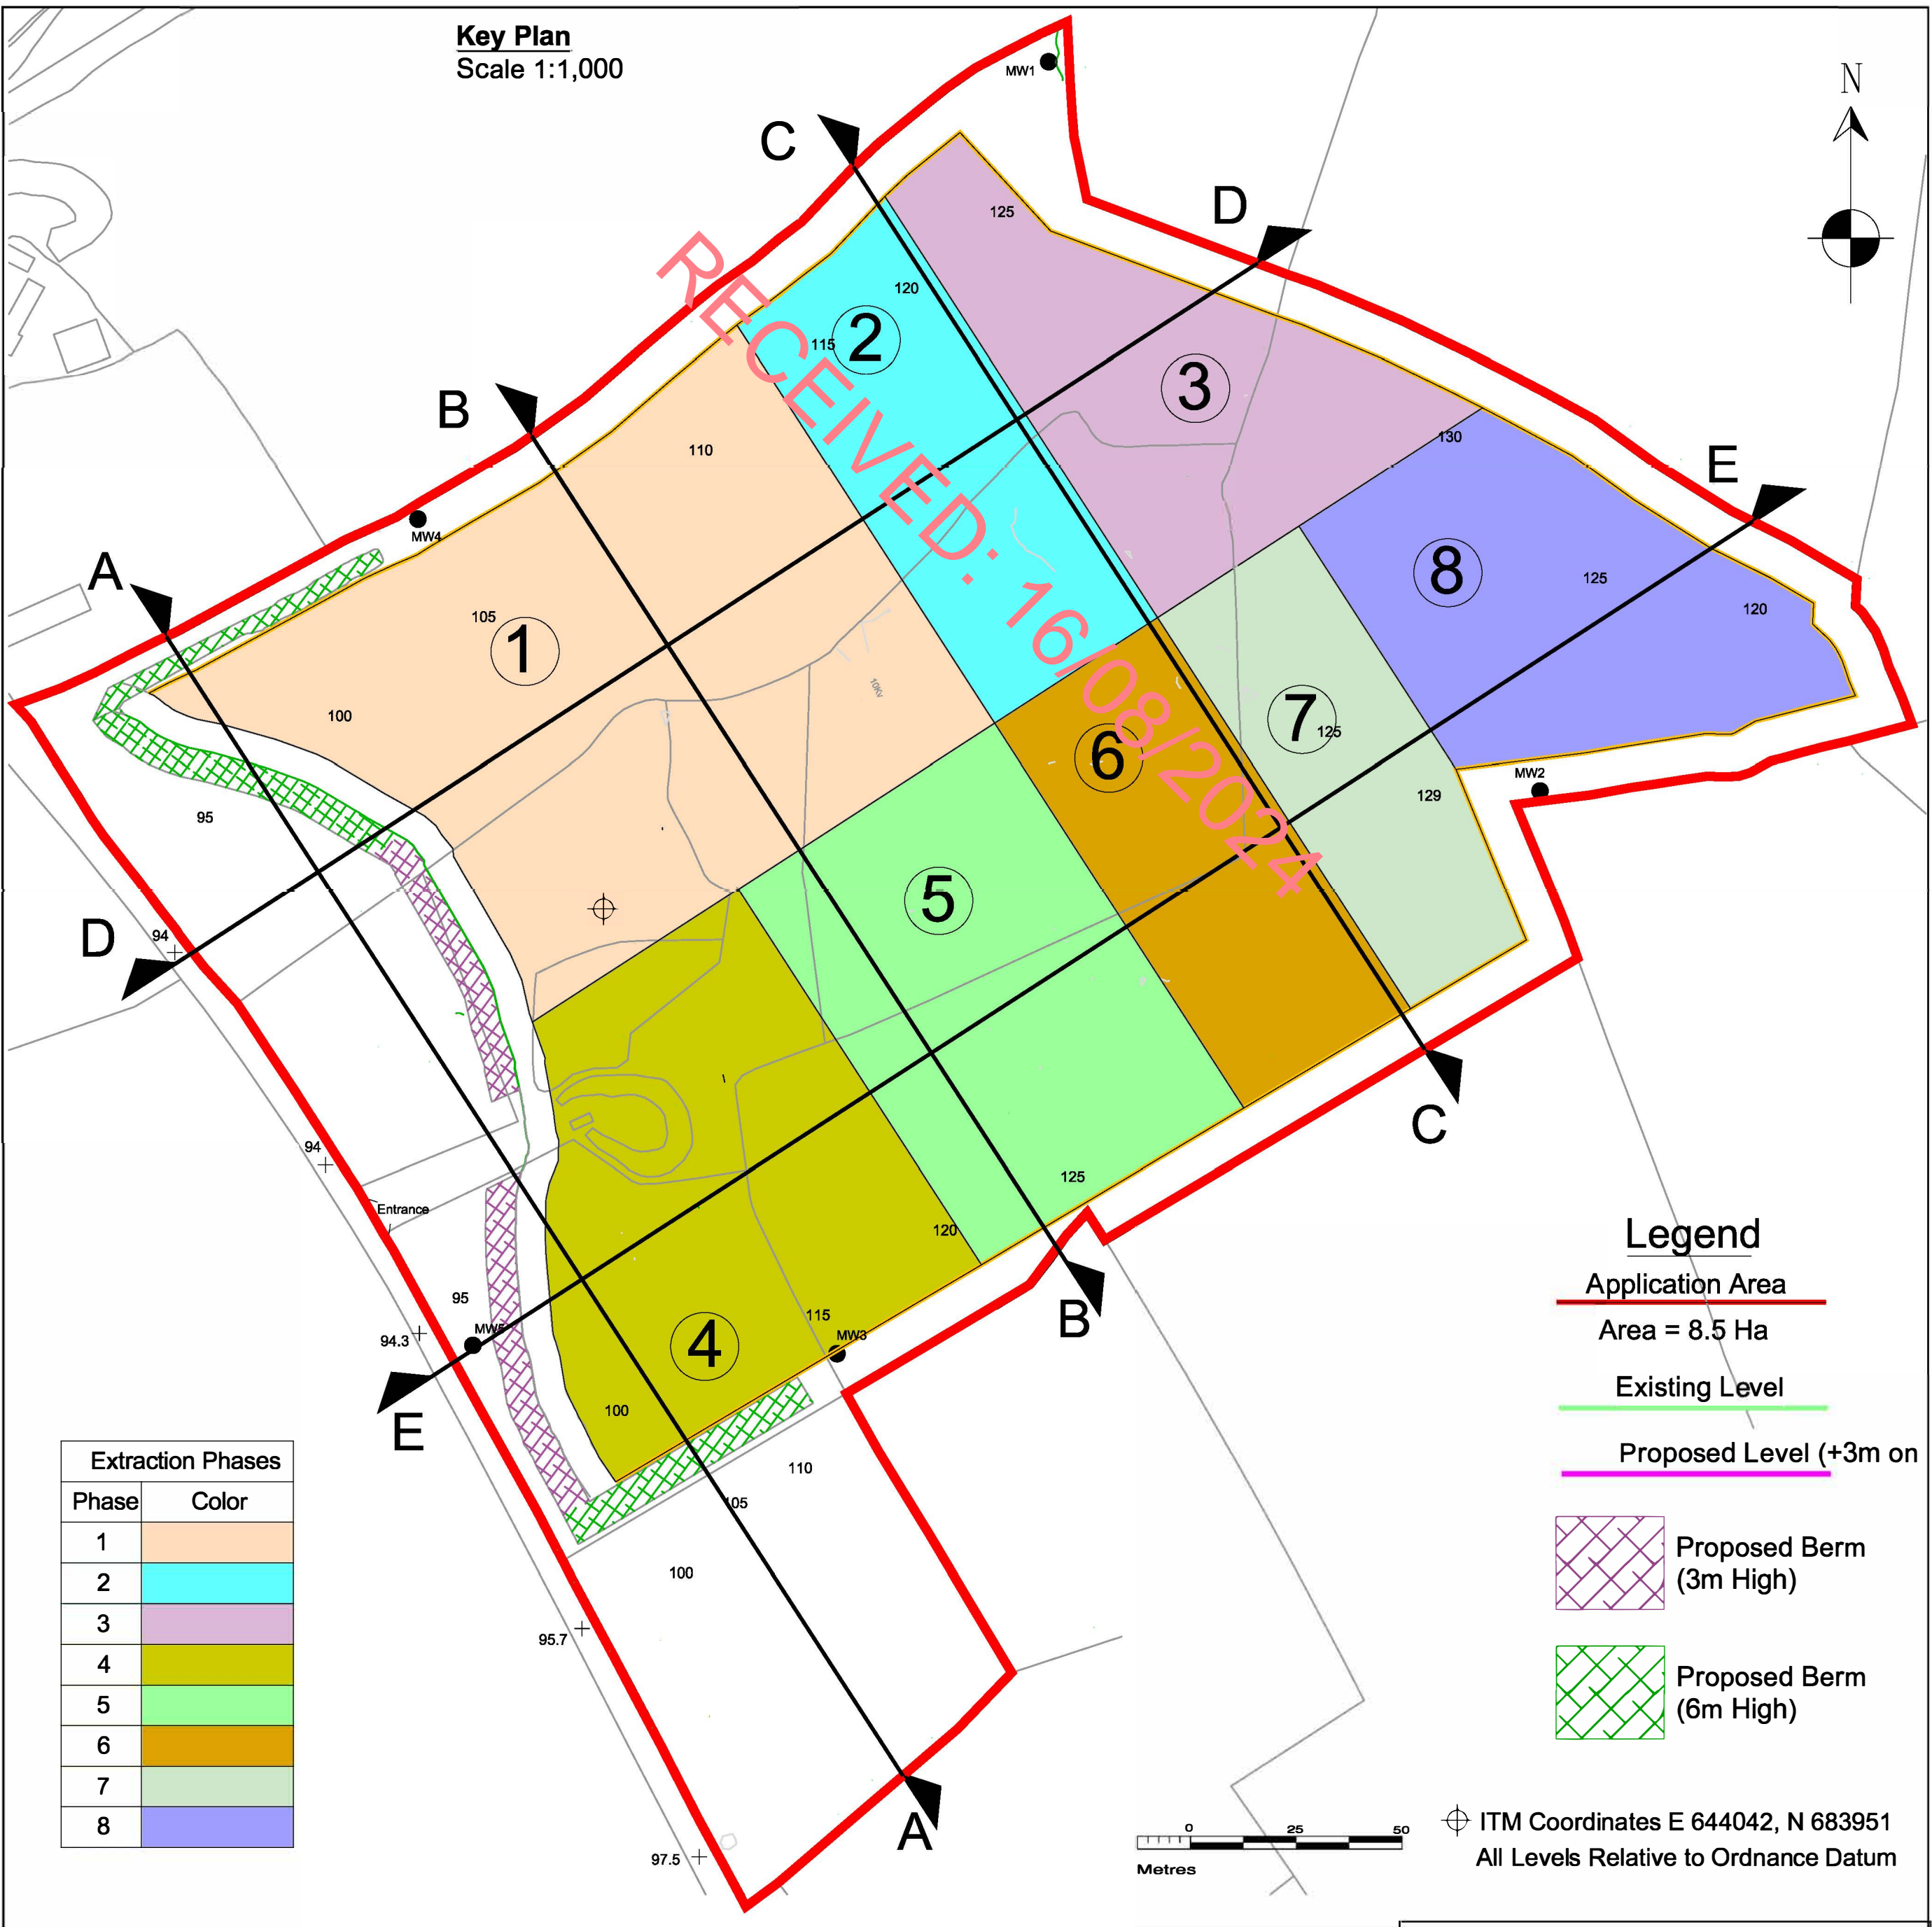 Key Plan
Scale 1:1,000
N
MW1
C
D
125
120
2
115
3
RECEIVED: 16/08/2024
B
110
130
E
MW4
A
105
1
8
125
120
100
10Kv
7
125
6
MW2
129
95
5
D
94
C
94
Entrance
125
120
95
94.3
MW5
115
MW3
4
B
E
100
110
105
100
95.7
A
97.5
Extraction Phases
Phase Color
1
2
3
4
5
6
7
8
Legend
Application Area
Area = 8.5 Ha
Existing Level
Proposed Level (+3m on
Proposed Berm
(3m High)
Proposed Berm
(6m High)
0 25 50
Metres
ITM Coordinates E 644042, N 683951
All Levels Relative to Ordnance Datum